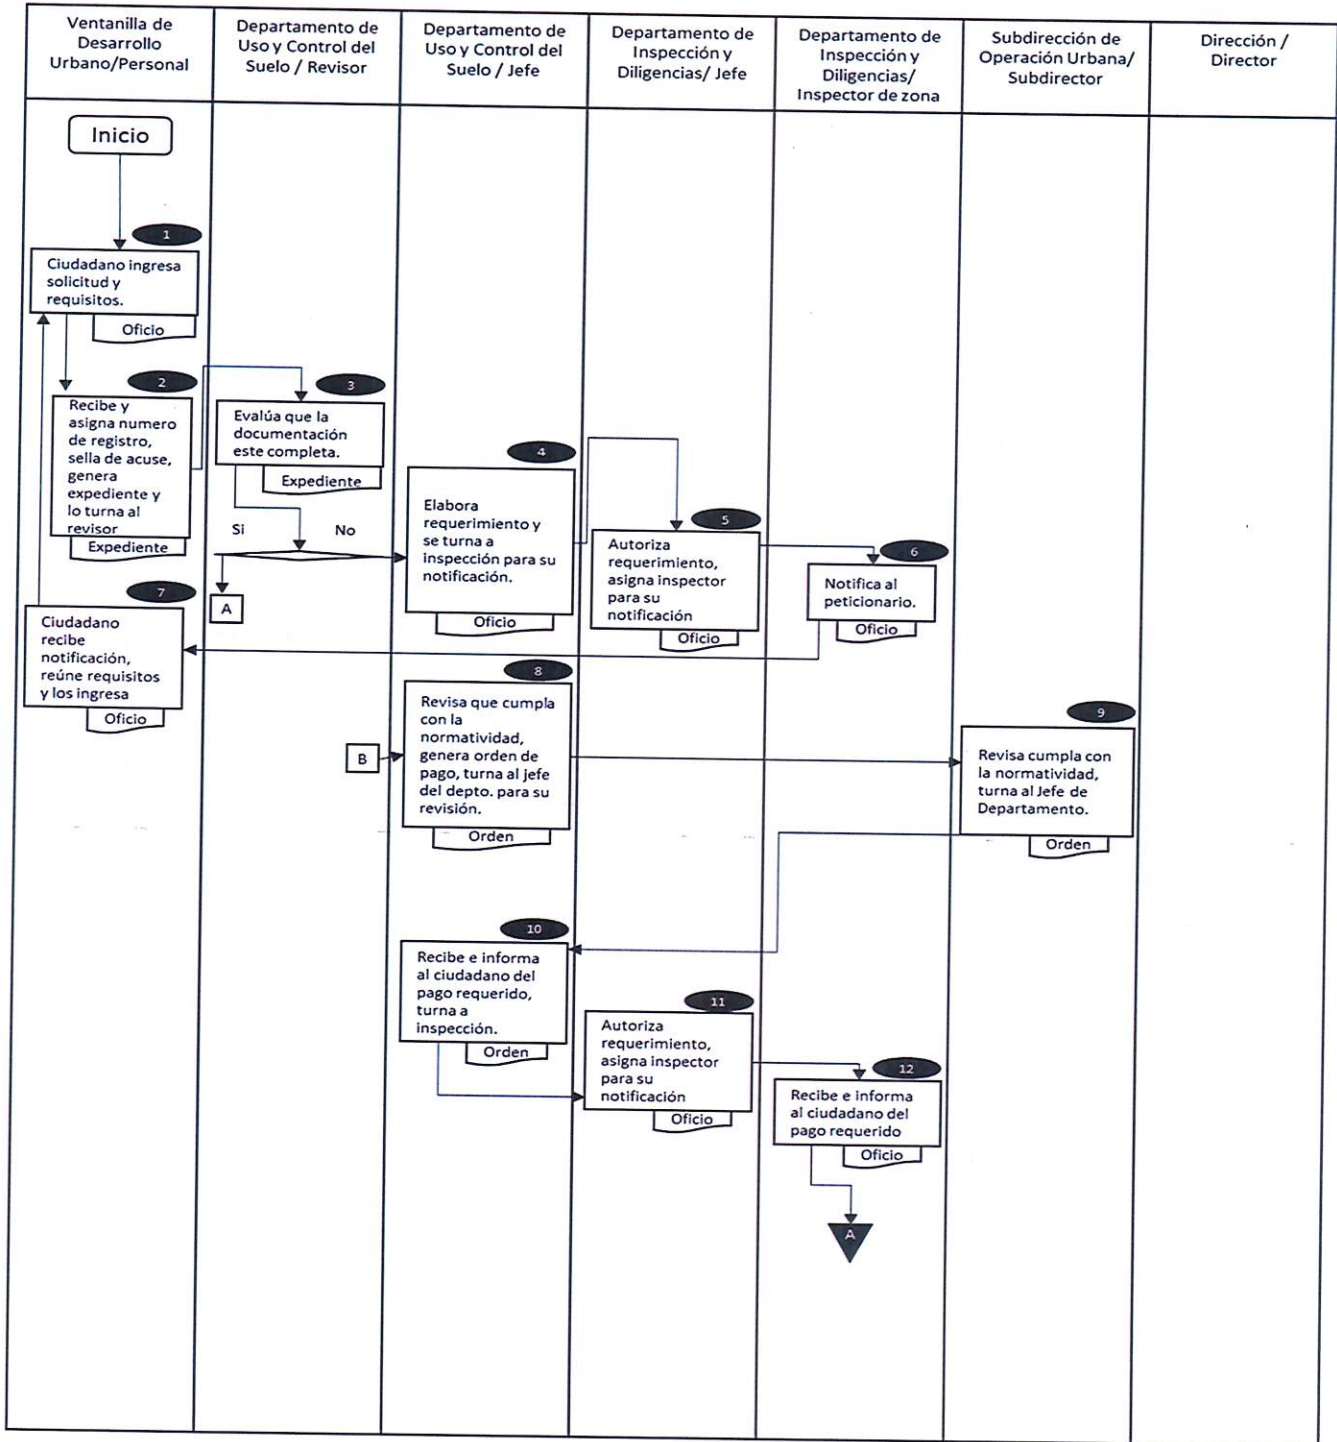 Ventanilla de
Desarrollo
Urbano/Personal
Departamento de
Uso y Control del
Suelo / Revisor
Departamento de
Uso y Control del
Suelo / Jefe
Departamento de
Inspección y
Diligencias/ Jefe
Departamento de
Inspección y
Diligencias/
Inspector de zona
Subdirección de
Operación Urbana/
Subdirector
Dirección /
Director
Inicio
1
Ciudadano ingresa
solicitud y
requisitos.
Oficio
2
Recibe y
asigna numero
de registro,
sella de acuse,
genera
expediente y
lo turna al
revisor
Expediente
3
Evalúa que la
documentación
este completa.
Expediente
Si
No
A
4
Elabora
requerimiento y
se turna a
inspección para su
notificación.
Oficio
5
Autoriza
requerimiento,
asigna inspector
para su
notificación
Oficio
6
Notifica al
peticionario.
Oficio
7
Ciudadano
recibe
notificación,
reúne requisitos
y los ingresa
Oficio
B
8
Revisa que cumpla
con la
normatividad,
genera orden de
pago, turna al jefe
del depto. para su
revisión.
Orden
9
Revisa cumpla con
la normatividad,
turna al Jefe de
Departamento.
Orden
10
Recibe e informa
al ciudadano del
pago requerido,
turna a
inspección.
Orden
11
Autoriza
requerimiento,
asigna inspector
para su
notificación
Oficio
12
Recibe e informa
al ciudadano del
pago requerido
Oficio
A